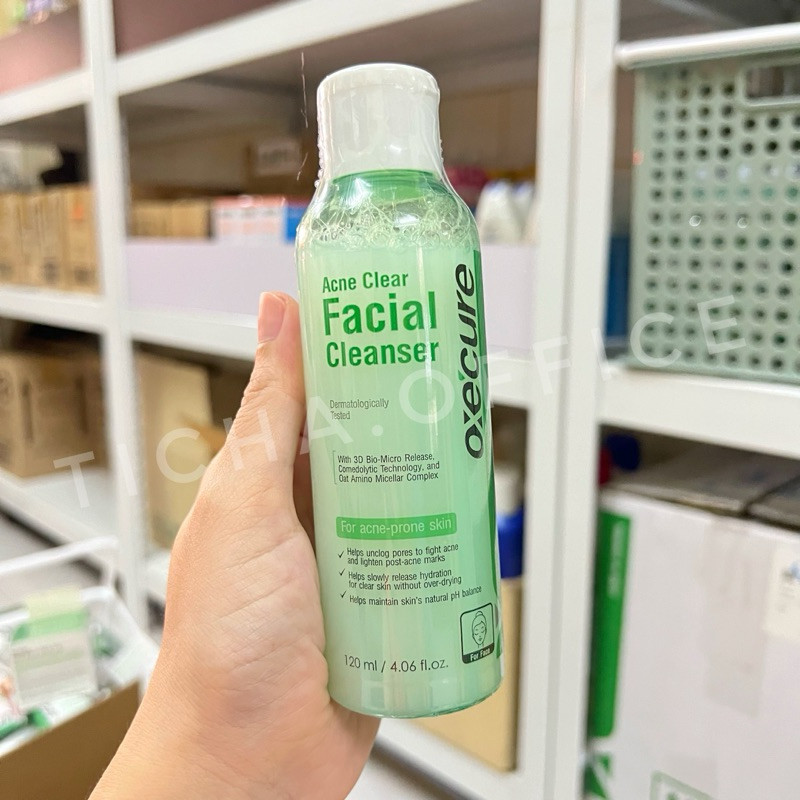 Acne Clear
Facial
Cleanser
oxecure
Dermatologically
Tested
With 3D Bio-Micro Release,
Comedolytic Technology, and
Oat Amino Micellar Complex
For acne-prone skin
✓ Helps unclog pores to fight acne
and lighten post-acne marks
✓ Helps slowly release hydration
for clear skin without over-drying
✓ Helps maintain skin's natural pH balance
For Face
120 ml / 4.06 fl.oz.
TICHA.OFFICE